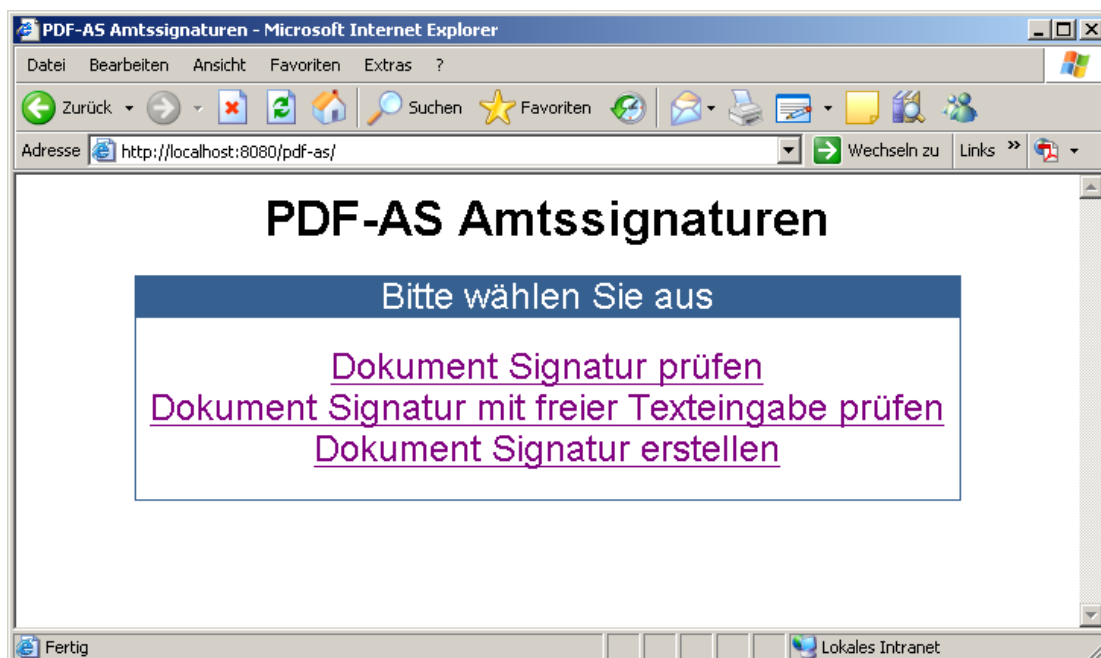 PDF-AS Amtssignaturen - Microsoft Internet Explorer
Datei Bearbeiten Ansicht Favoriten Extras ?
Zurück Suchen Favoriten
Adresse http://localhost:8080/pdf-as/ Wechseln zu Links »
PDF-AS Amtssignaturen
Bitte wählen Sie aus
Dokument Signatur prüfen
Dokument Signatur mit freier Texteingabe prüfen
Dokument Signatur erstellen
Fertig Lokales Intranet